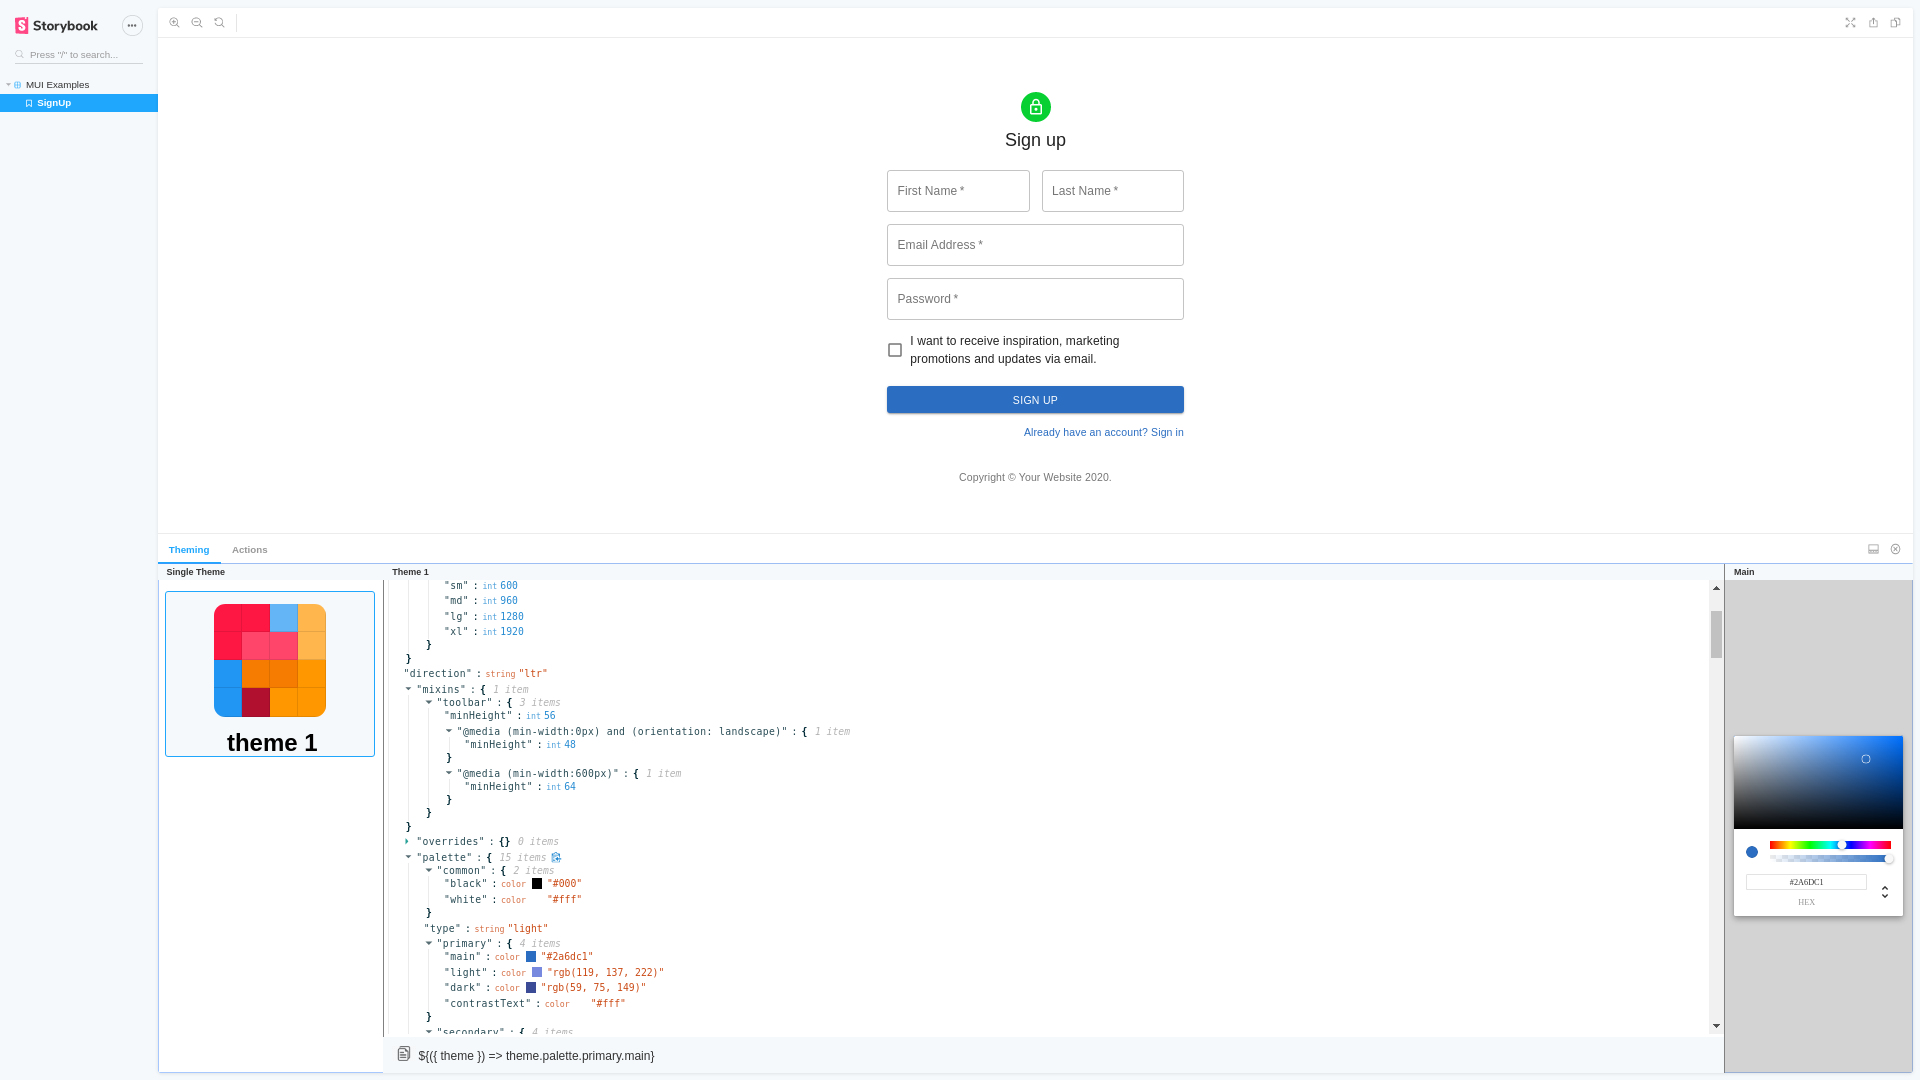 Storybook
Press "/" to search...
MUI Examples
SignUp
Sign up
First Name *
Last Name *
Email Address *
Password *
I want to receive inspiration, marketing
promotions and updates via email.
SIGN UP
Already have an account? Sign in
Copyright © Your Website 2020.
Theming
Actions
Single Theme
theme 1
Theme 1
"sm" : int 600
"md" : int 960
"lg" : int 1280
"xl" : int 1920
}
}
"direction" : string "ltr"
"mixins" : { 1 item
"toolbar" : { 3 items
"minHeight" : int 56
"@media (min-width:0px) and (orientation: landscape)" : { 1 item
"minHeight" : int 48
}
"@media (min-width:600px)" : { 1 item
"minHeight" : int 64
}
}
}
"overrides" : {} 0 items
"palette" : { 15 items
"common" : { 2 items
"black" : color "#000"
"white" : color "#fff"
}
"type" : string "light"
"primary" : { 4 items
"main" : color "#2a6dc1"
"light" : color "rgb(119, 137, 222)"
"dark" : color "rgb(59, 75, 149)"
"contrastText" : color "#fff"
}
"secondary" : { 4 items
${({ theme }) => theme.palette.primary.main}
Main
#2A6DC1
HEX